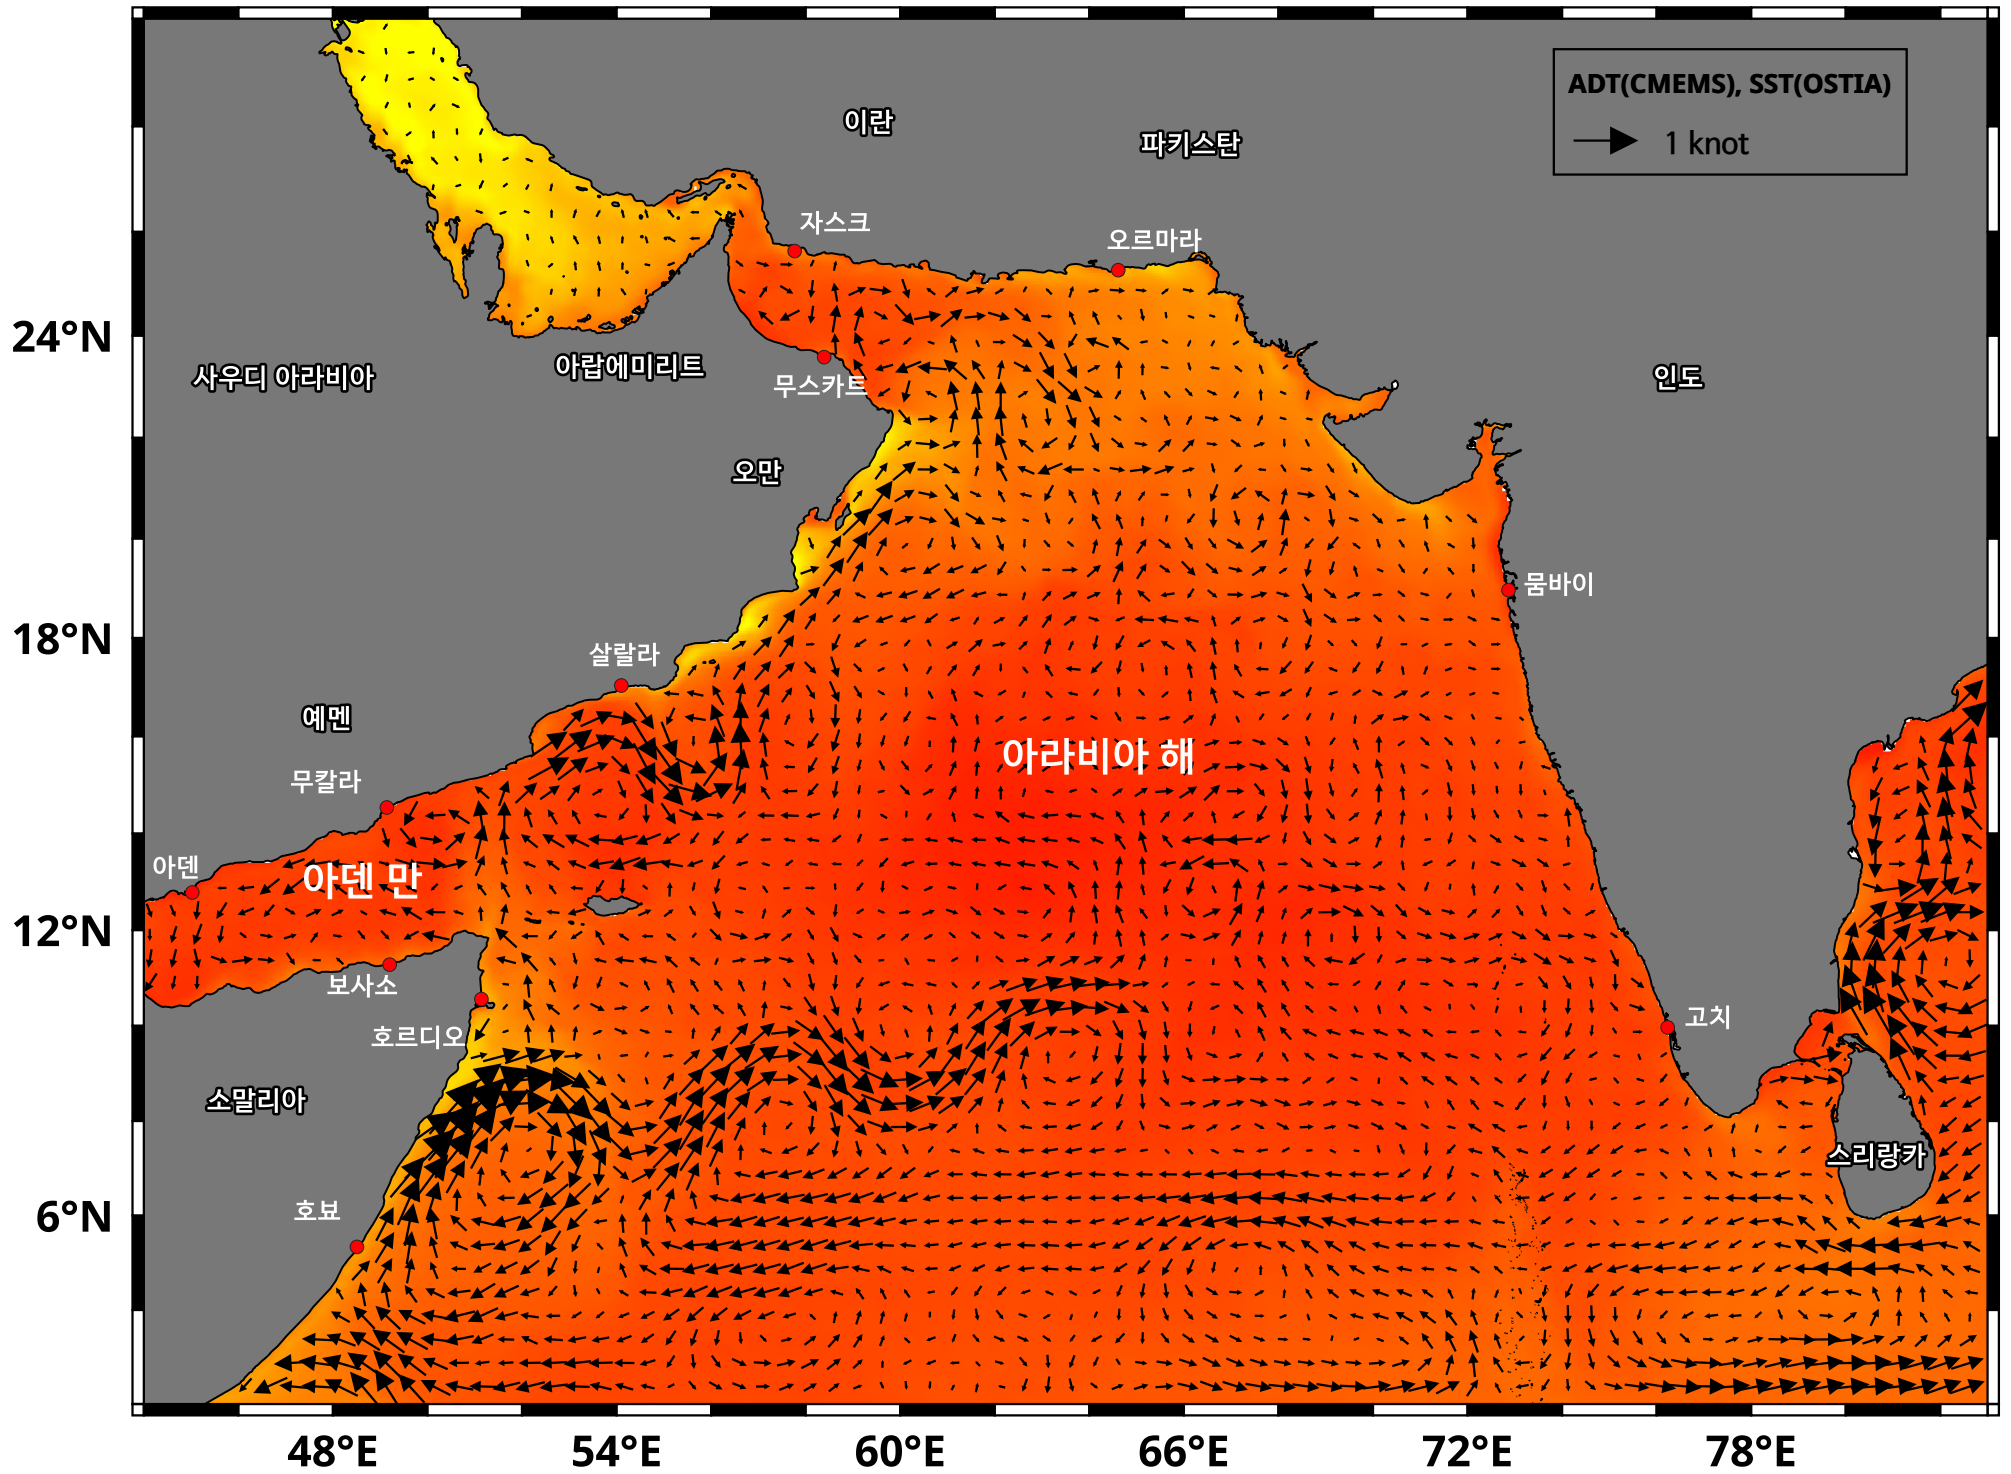 ADT(CMEMS), SST(OSTIA)
1 knot
이란
파키스탄
자스크
오르마라
24°N
사우디 아라비아
아랍에미리트
무스카트
인도
오만
뭄바이
18°N
살랄라
예멘
아라비아 해
무칼라
아덴
아덴 만
12°N
보사소
고치
호르디오
소말리아
스리랑카
6°N
호뵤
48°E
54°E
60°E
66°E
72°E
78°E